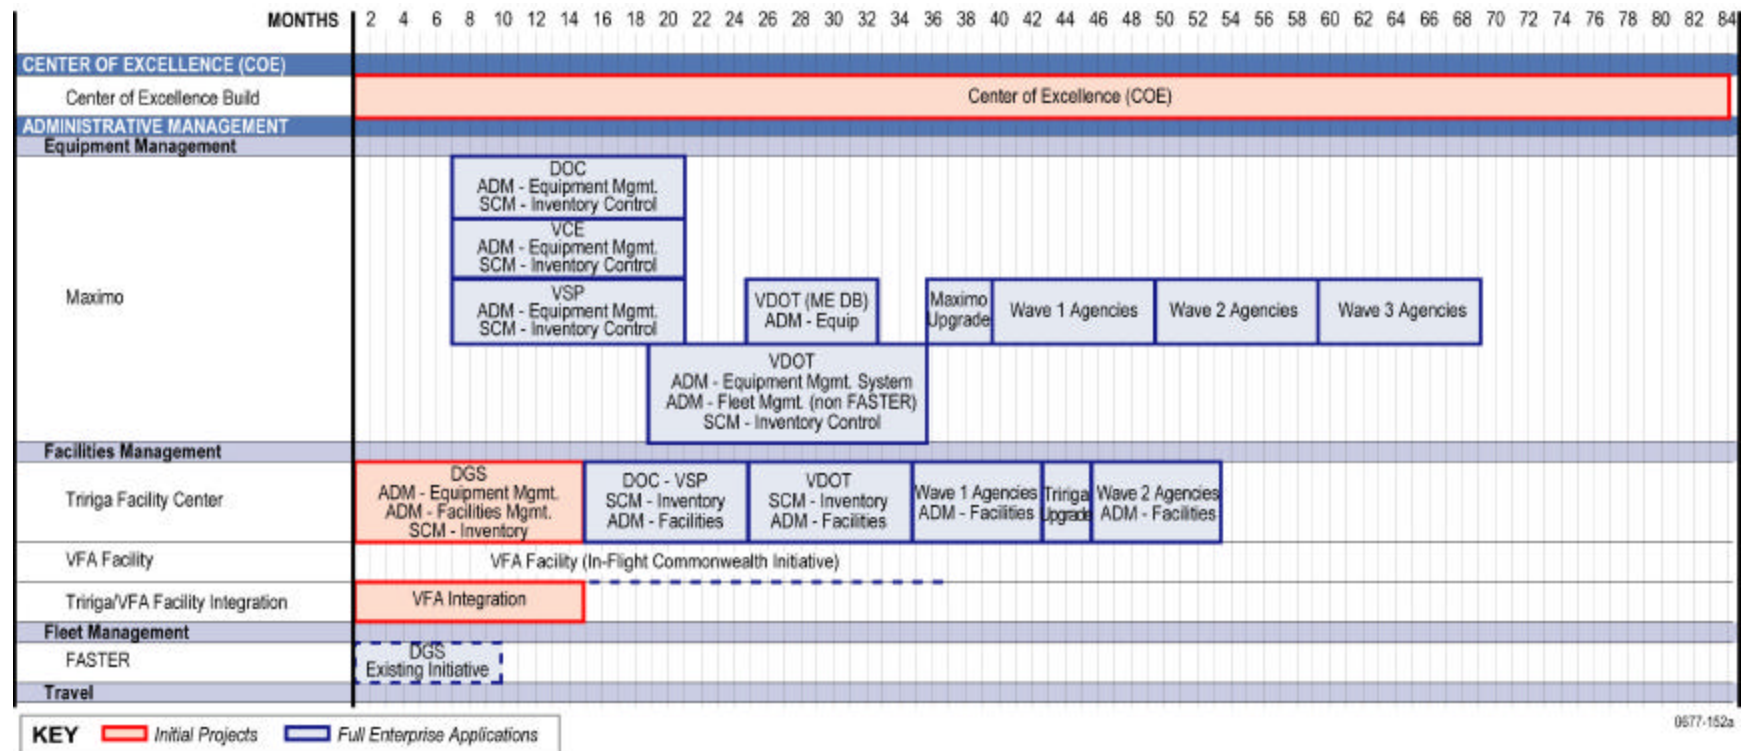 MONTHS 2 4 6 8 10 12 14 16 18 20 22 24 26 28 30 32 34 36 38 40 42 44 46 48 50 52 54 56 58 60 62 64 66 68 70 72 74 76 78 80 82 84
CENTER OF EXCELLENCE (COE)
Center of Excellence Build
Center of Excellence (COE)
ADMINISTRATIVE MANAGEMENT
Equipment Management
Maximo
DOC
ADM - Equipment Mgmt.
SCM - Inventory Control
VCE
ADM - Equipment Mgmt.
SCM - Inventory Control
VSP
ADM - Equipment Mgmt.
SCM - Inventory Control
VDOT (ME DB)
ADM - Equip
Maximo
Upgrade
Wave 1 Agencies
Wave 2 Agencies
Wave 3 Agencies
VDOT
ADM - Equipment Mgmt. System
ADM - Fleet Mgmt. (non FASTER)
SCM - Inventory Control
Facilities Management
Tririga Facility Center
DGS
ADM - Equipment Mgmt.
ADM - Facilities Mgmt.
SCM - Inventory
DOC - VSP
SCM - Inventory
ADM - Facilities
VDOT
SCM - Inventory
ADM - Facilities
Wave 1 Agencies
ADM - Facilities
Tririga
Upgrade
Wave 2 Agencies
ADM - Facilities
VFA Facility
VFA Facility (In-Flight Commonwealth Initiative)
Tririga/VFA Facility Integration
VFA Integration
Fleet Management
FASTER
DGS
Existing Initiative
Travel
KEY Initial Projects Full Enterprise Applications
0677-152a